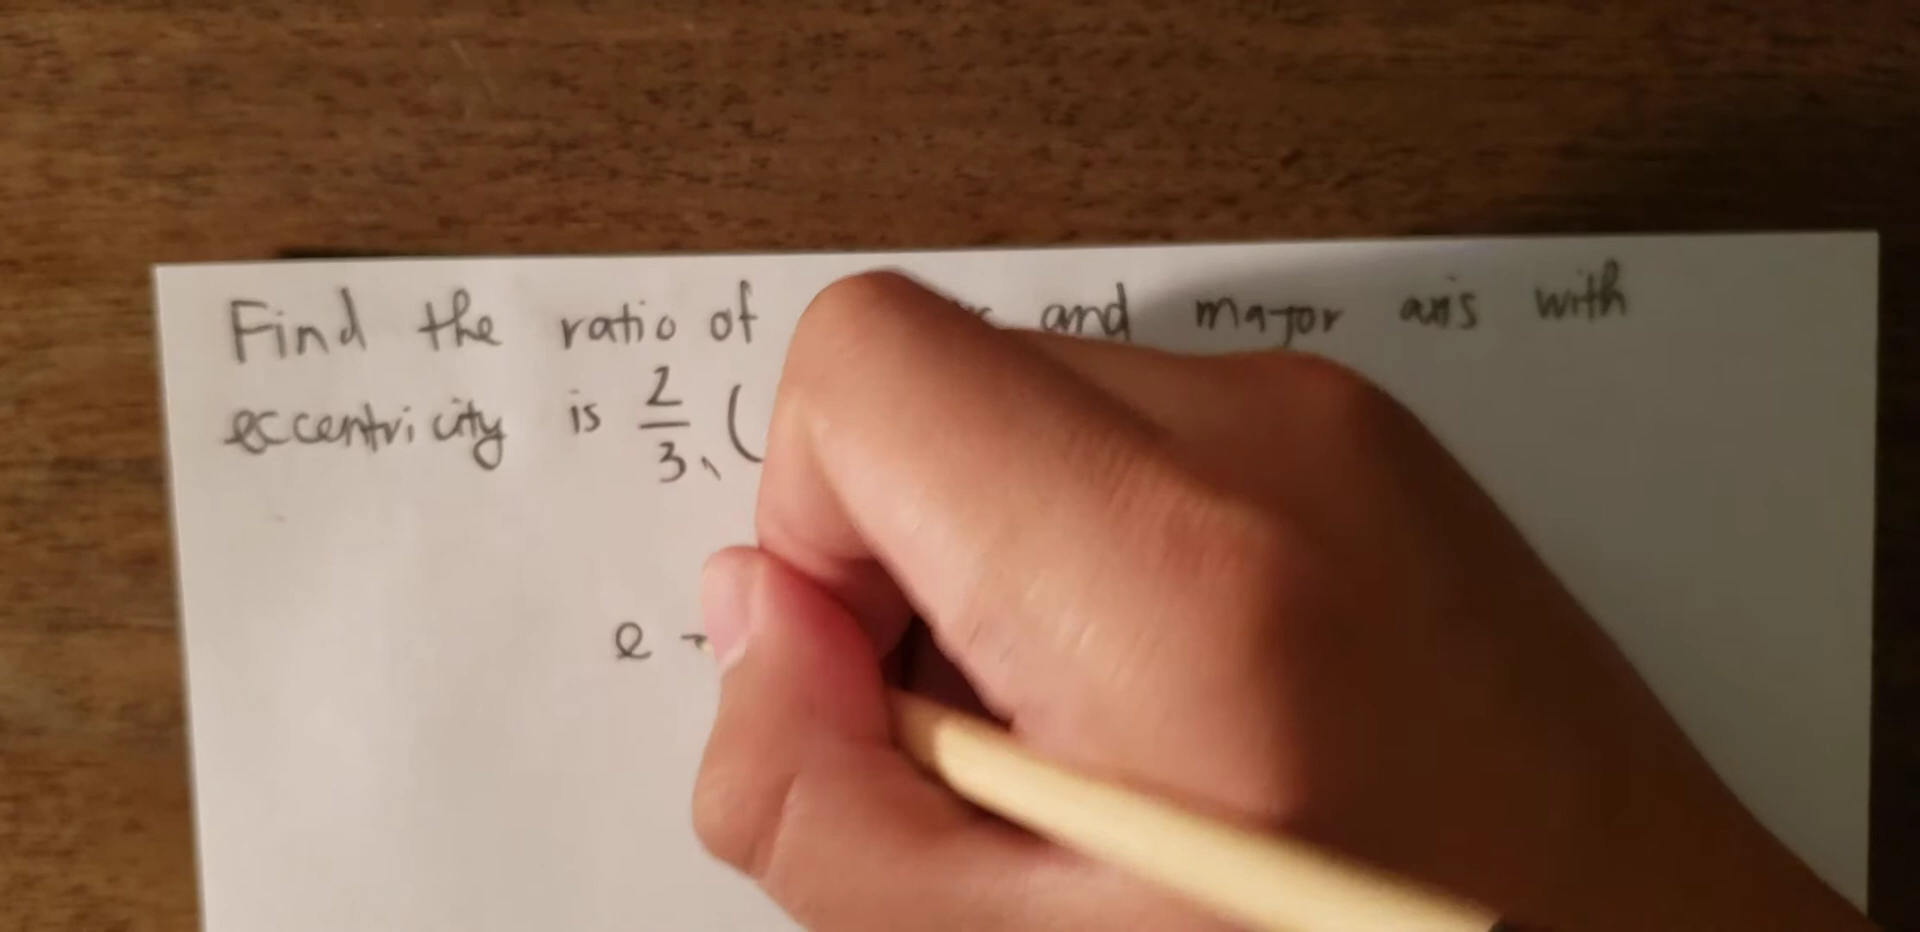 Find the ratio of and major axis with
eccentricity is 2/3, (
e -